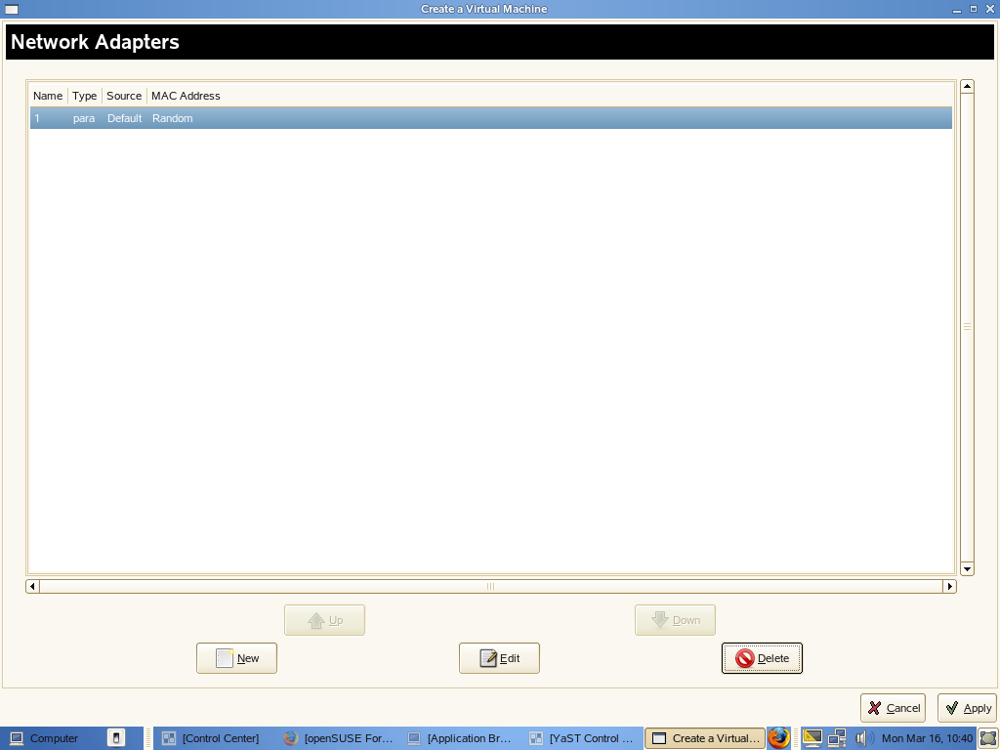 Create a Virtual Machine
Network Adapters
Name Type Source MAC Address
1 para Default Random
Up Down
New Edit Delete
Cancel Apply
Computer [Control Center] [openSUSE For... [Application Br... [YaST Control ... Create a Virtual... Mon Mar 16, 10:40